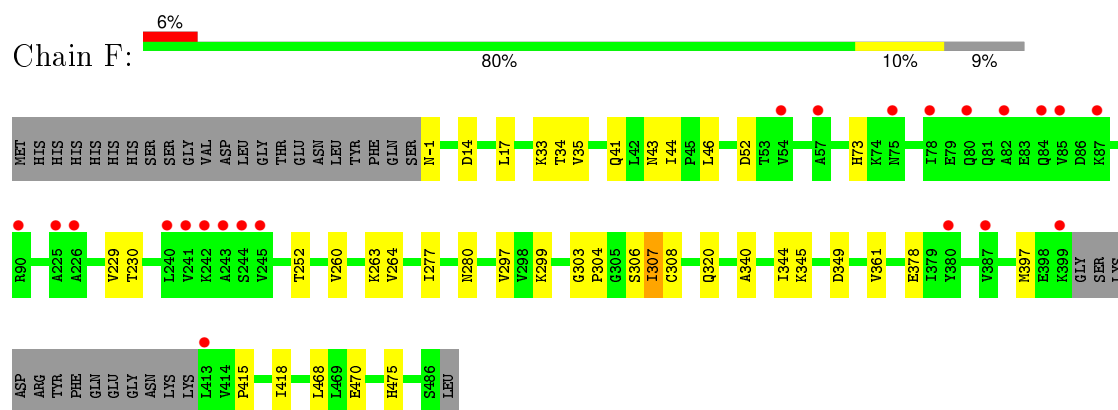 6%
Chain F:
80% 10% 9%
MET HIS HIS HIS HIS HIS HIS SER SER GLY VAL ASP LEU GLY THR GLU ASN LEU TYR PHE GLN SER N-1 D14 L17 K33 T34 V35 Q41 L42 N43 I44 P45 L46 D52 T53 V54 A57 H73 K74 N75 I78 E79 Q80 Q81 A82 E83 Q84 V85 D86 K87
R90 A225 A226 V229 T230 L240 V241 K242 A243 S244 V245 T252 V260 K263 V264 I277 N280 V297 V298 K299 G303 P304 G305 S306 I307 C308 Q320 A340 I344 K345 D349 V361 E378 I379 Y380 V387 M397 E398 K399 GLY SER LYS
ASP ARG TYR PHE GLN GLU GLY ASN LYS LYS L413 V414 P415 I418 L468 L469 E470 H475 S486 LEU